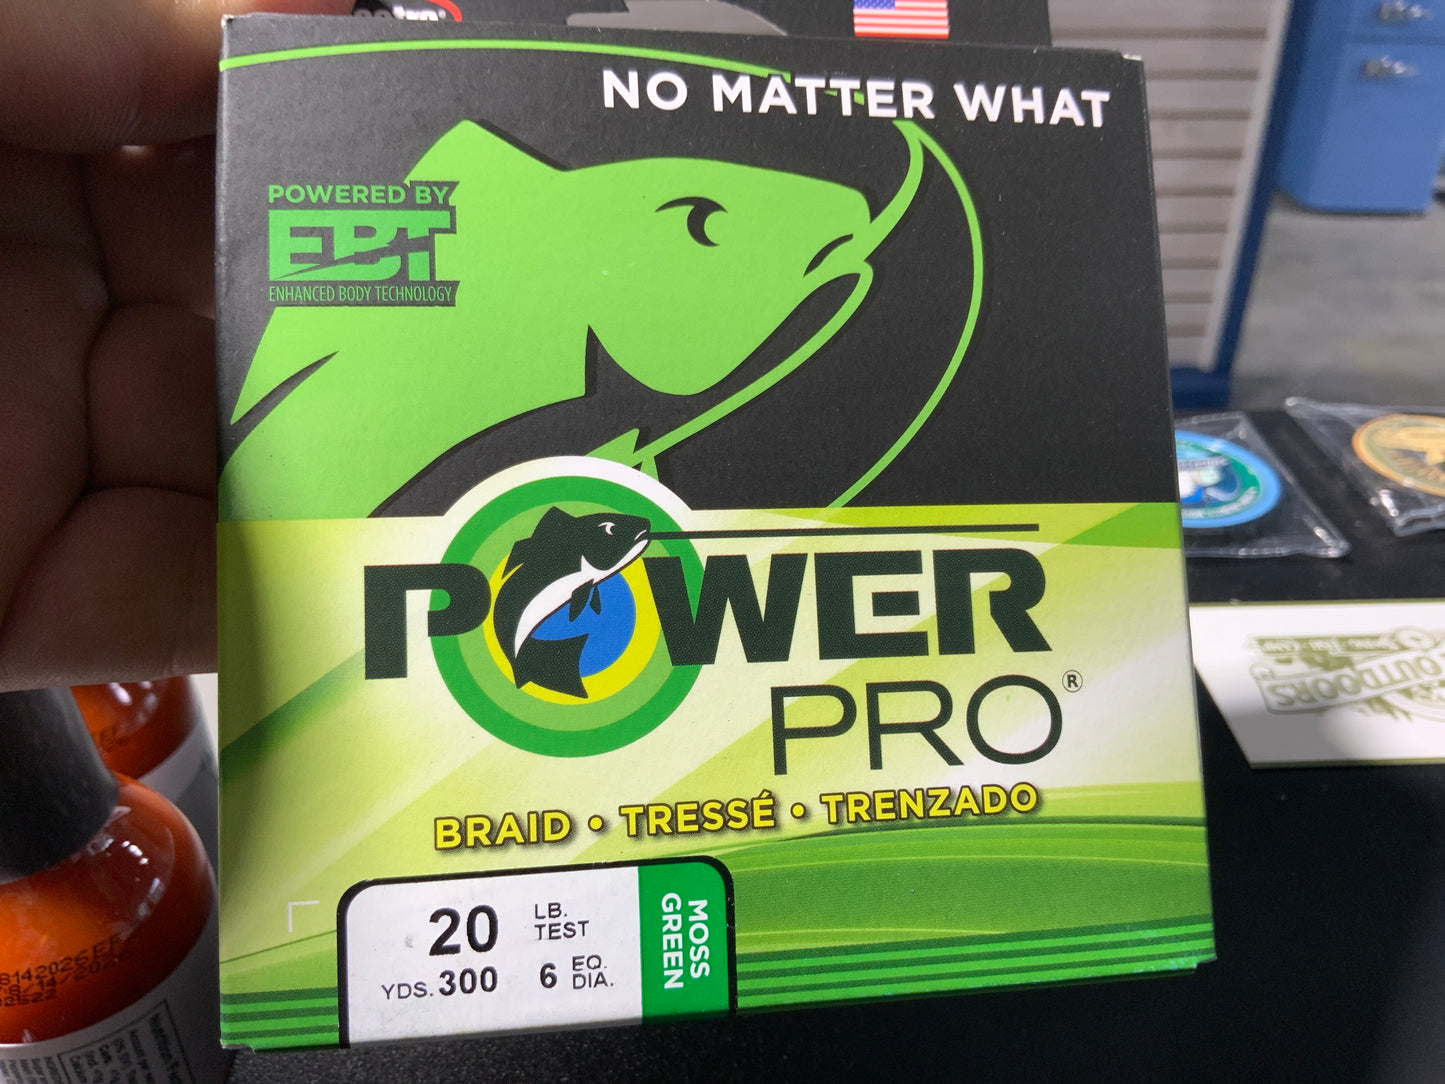 NO MATTER WHAT
POWERED BY
EBT
ENHANCED BODY TECHNOLOGY
POWER
PRO®
BRAID • TRESSÉ • TRENZADO
20 LB. TEST
YDS. 300 6 EQ. DIA.
MOSS GREEN
OUTDOORS